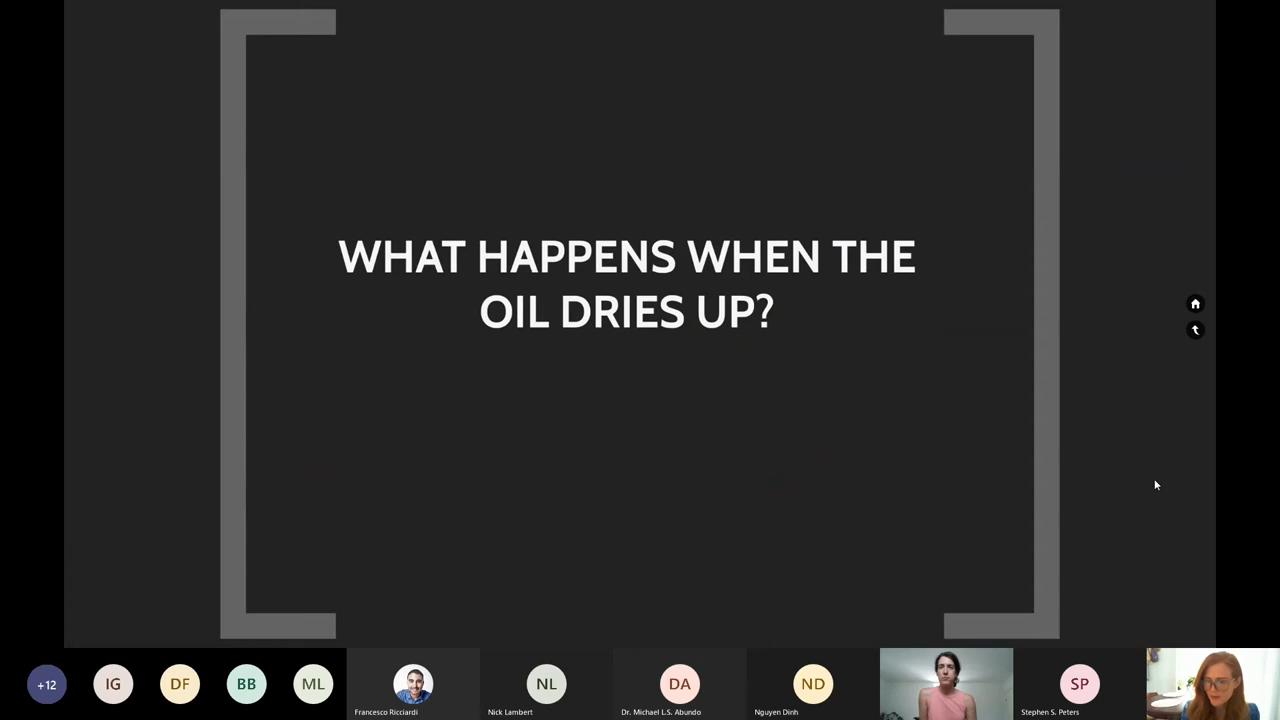 WHAT HAPPENS WHEN THE
OIL DRIES UP?
+12
IG
DF
BB
ML
Francesco Ricciardi
NL
Nick Lambert
DA
Dr. Michael L.S. Abundo
ND
Nguyen Dinh
SP
Stephen S. Peters